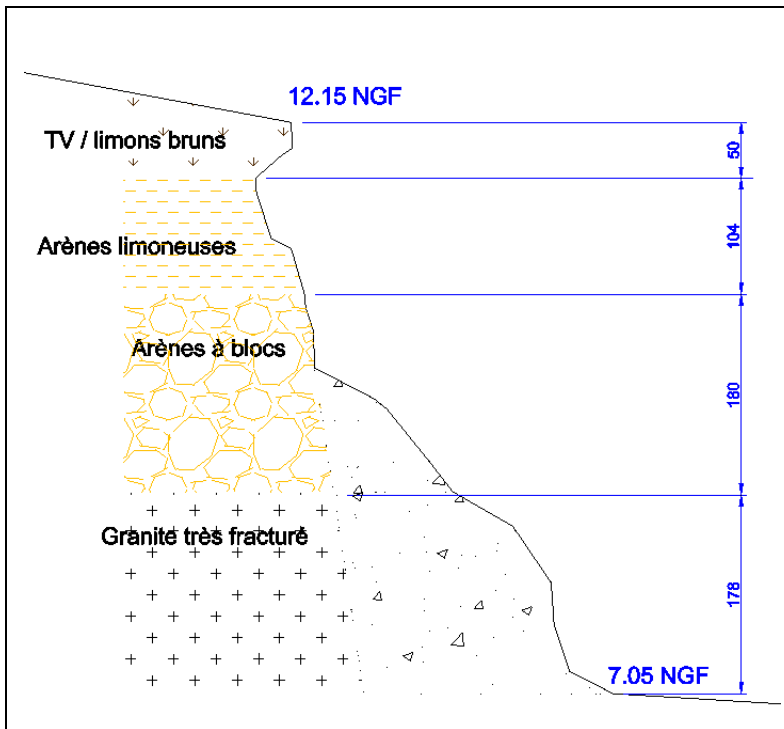 12.15 NGF
TV / limons bruns
50
Arènes limoneuses
104
Arènes à blocs
180
Granite très fracturé
178
7.05 NGF